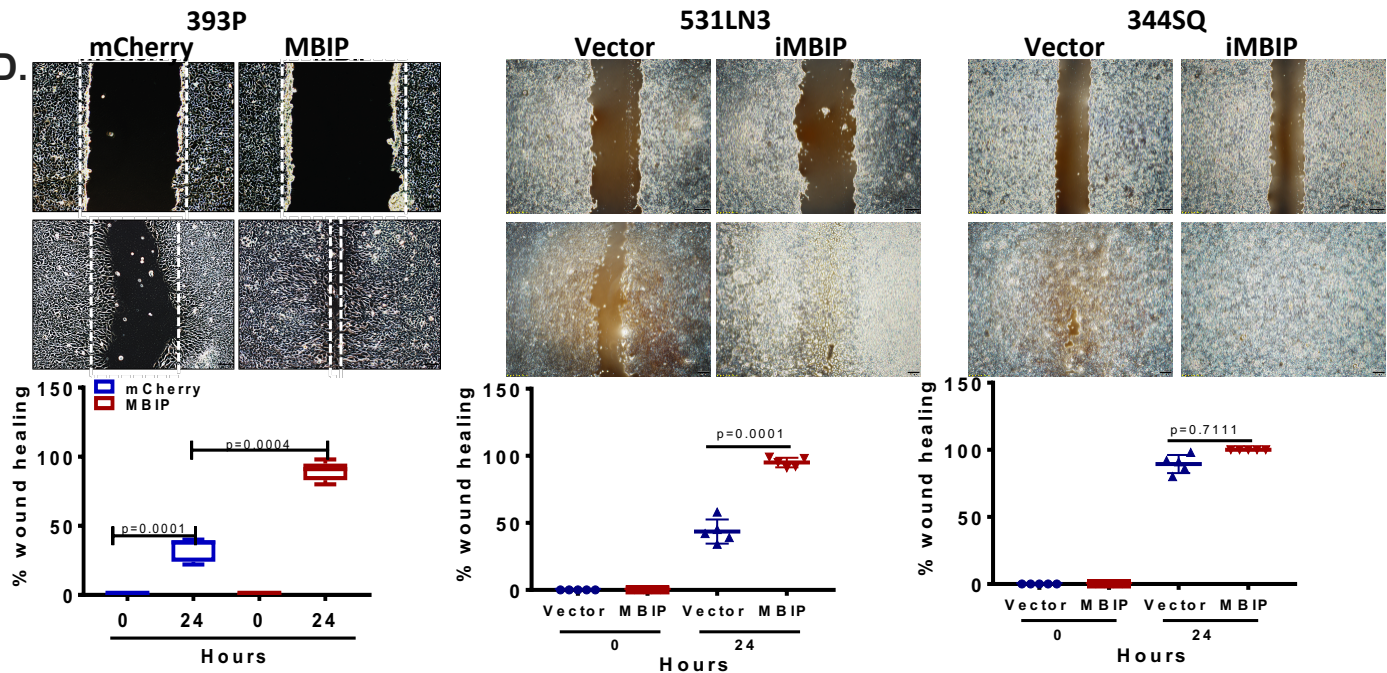 393P
mCherry MBIP
D.
531LN3
Vector iMBIP
344SQ
Vector iMBIP
% wound healing
150
100
50
0
mCherry
MBIP
p=0.0004
p=0.0001
0 24 0 24
Hours
% wound healing
150
100
50
0
p=0.0001
Vector MBIP Vector MBIP
0 24
Hours
% wound healing
150
100
50
0
p=0.7111
Vector MBIP Vector MBIP
0 24
Hours